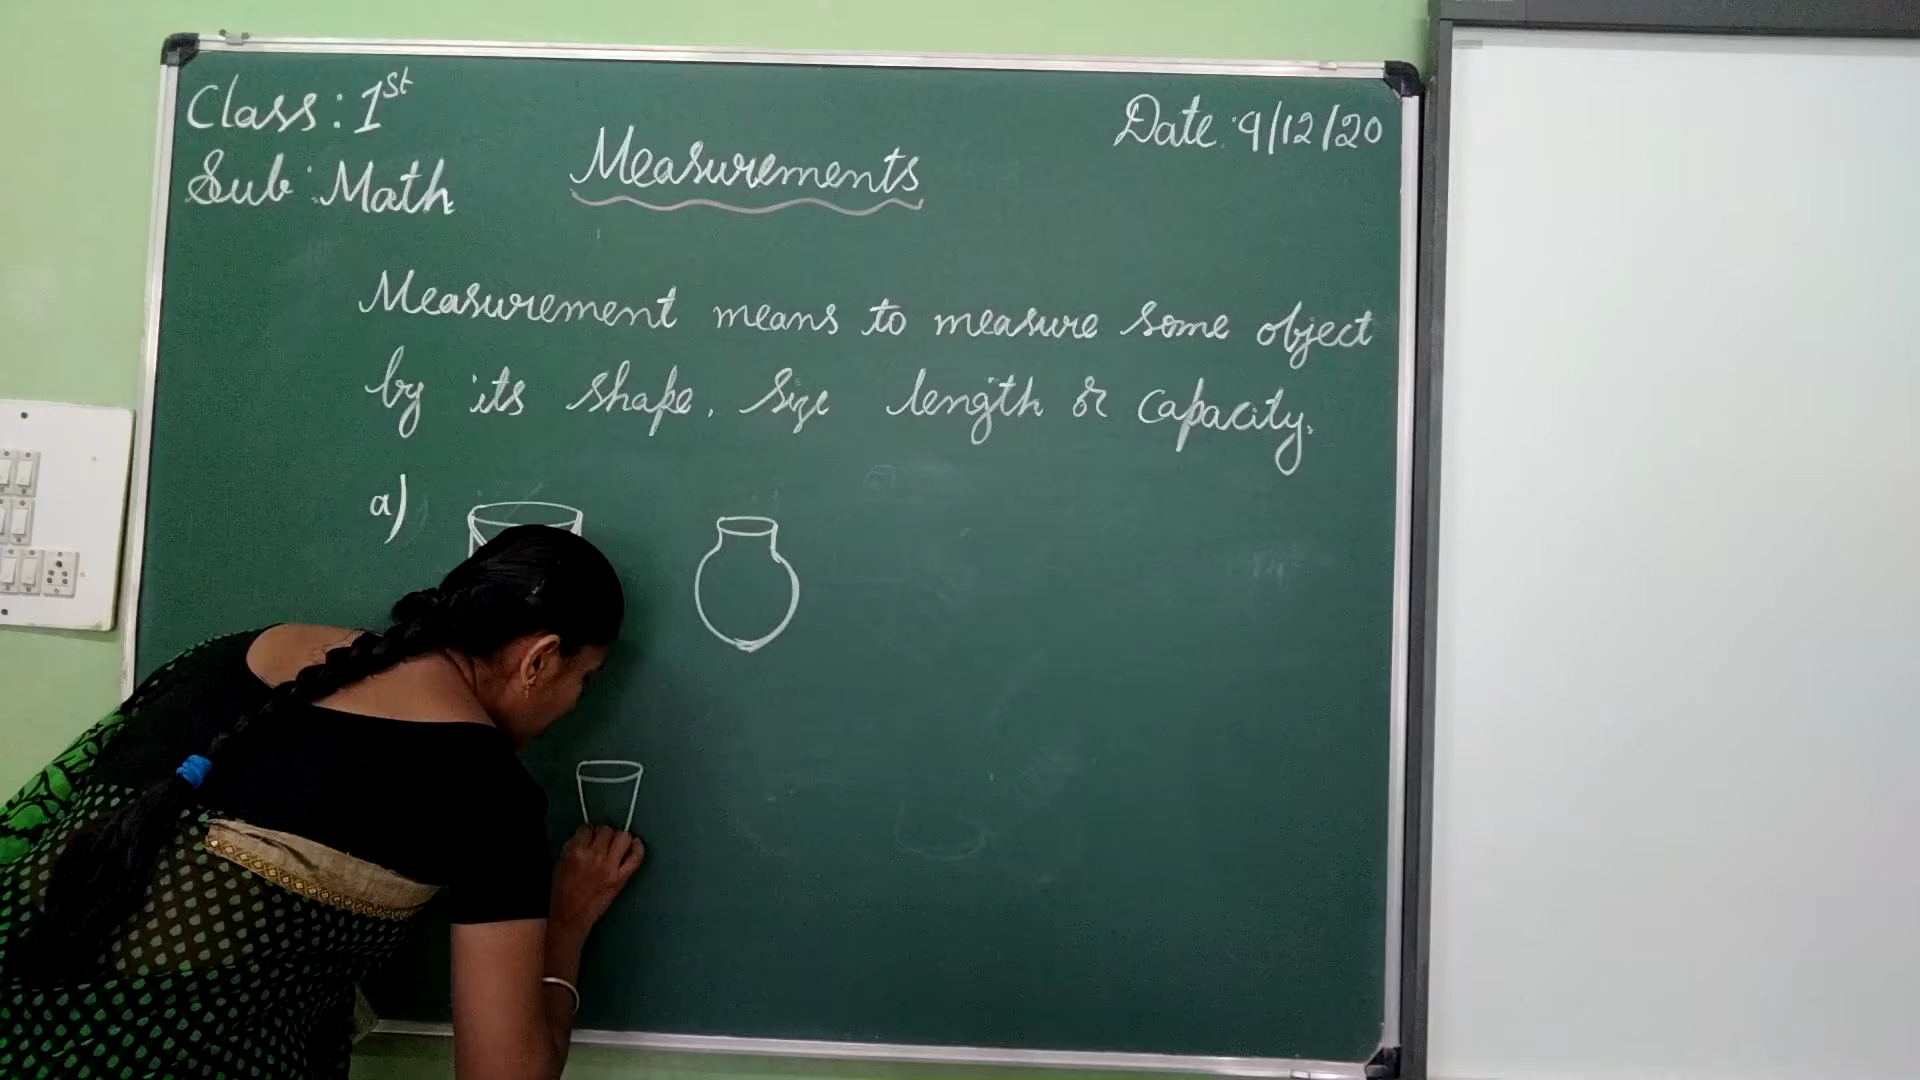 Class : 1st
Date : 9/12/20
Sub : Math
Measurements
Measurement means to measure some object
by its shape, size length or capacity.
a)